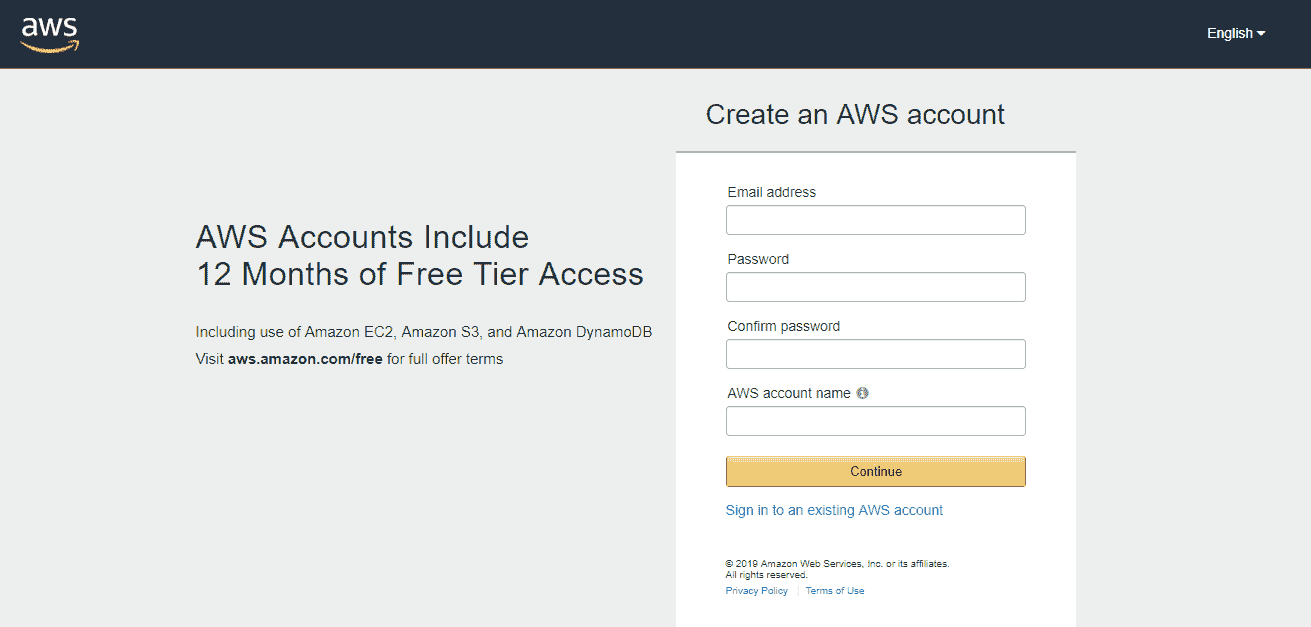 aws
English
Create an AWS account
AWS Accounts Include
12 Months of Free Tier Access
Including use of Amazon EC2, Amazon S3, and Amazon DynamoDB
Visit aws.amazon.com/free for full offer terms
Email address
Password
Confirm password
AWS account name
Continue
Sign in to an existing AWS account
© 2019 Amazon Web Services, Inc. or its affiliates.
All rights reserved.
Privacy Policy | Terms of Use